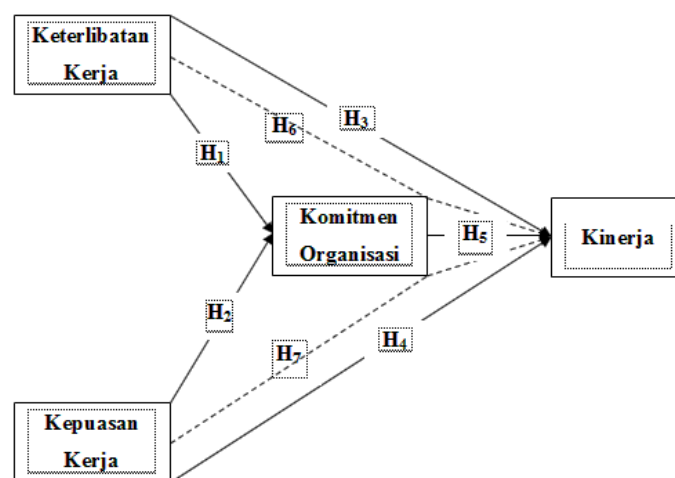 Keterlibatan
Kerja
H3
H6
H1
Komitmen
Organisasi
H5
Kinerja
H2
H4
H7
Kepuasan
Kerja